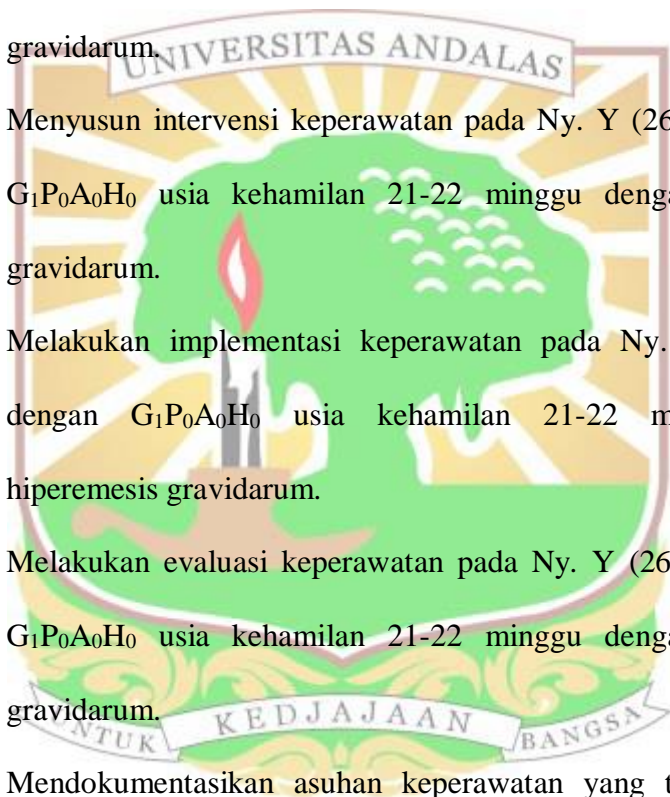 gravidarum.
UNIVERSITAS ANDALAS
Menyusun intervensi keperawatan pada Ny. Y (26
G₁P₀A₀H₀ usia kehamilan 21-22 minggu denga
gravidarum.
Melakukan implementasi keperawatan pada Ny.
dengan G₁P₀A₀H₀ usia kehamilan 21-22 m
hiperemesis gravidarum.
Melakukan evaluasi keperawatan pada Ny. Y (26
G₁P₀A₀H₀ usia kehamilan 21-22 minggu denga
gravidarum.
UNTUK KEDJAJAAN BANGSA
Mendokumentasikan asuhan keperawatan yang t